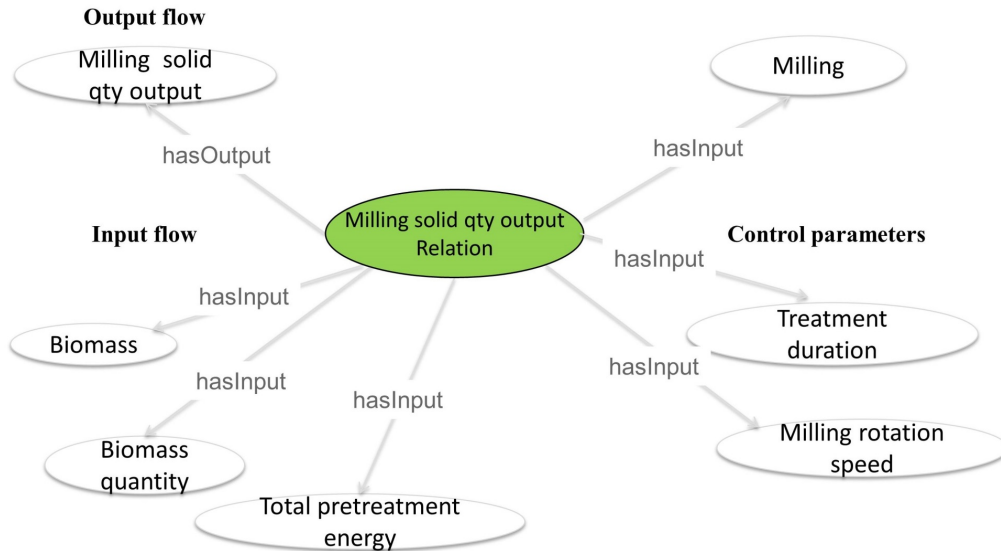 Output flow
Milling solid
qty output
Milling
hasOutput
hasInput
Milling solid qty output
Relation
Input flow
Control parameters
hasInput
hasInput
Biomass
Treatment
duration
hasInput
hasInput
hasInput
Biomass
quantity
Milling rotation
speed
Total pretreatment
energy